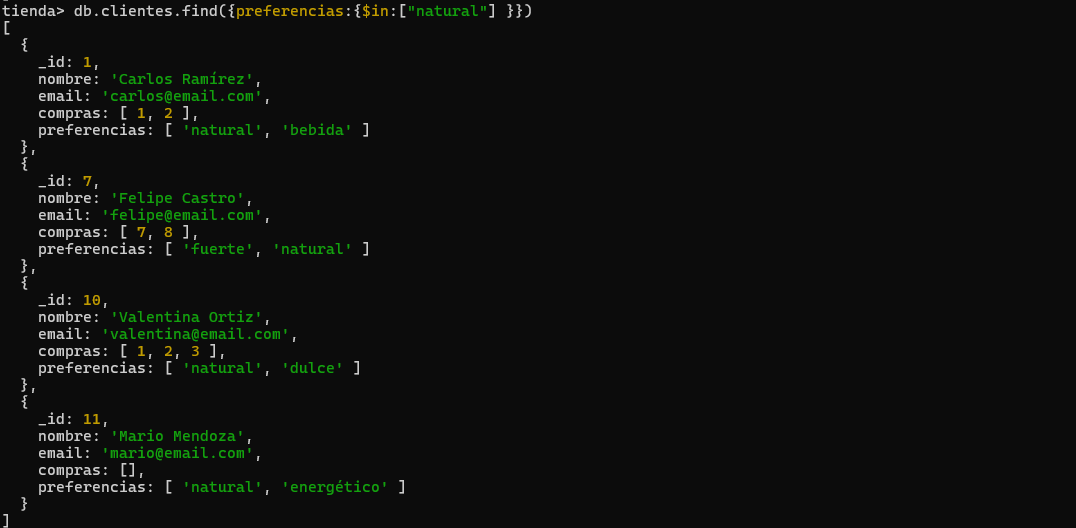 tienda> db.clientes.find({preferencias:{$in:["natural"] }})
[
  {
    _id: 1,
    nombre: 'Carlos Ramírez',
    email: 'carlos@email.com',
    compras: [ 1, 2 ],
    preferencias: [ 'natural', 'bebida' ]
  },
  {
    _id: 7,
    nombre: 'Felipe Castro',
    email: 'felipe@email.com',
    compras: [ 7, 8 ],
    preferencias: [ 'fuerte', 'natural' ]
  },
  {
    _id: 10,
    nombre: 'Valentina Ortiz',
    email: 'valentina@email.com',
    compras: [ 1, 2, 3 ],
    preferencias: [ 'natural', 'dulce' ]
  },
  {
    _id: 11,
    nombre: 'Mario Mendoza',
    email: 'mario@email.com',
    compras: [],
    preferencias: [ 'natural', 'energético' ]
  }
]